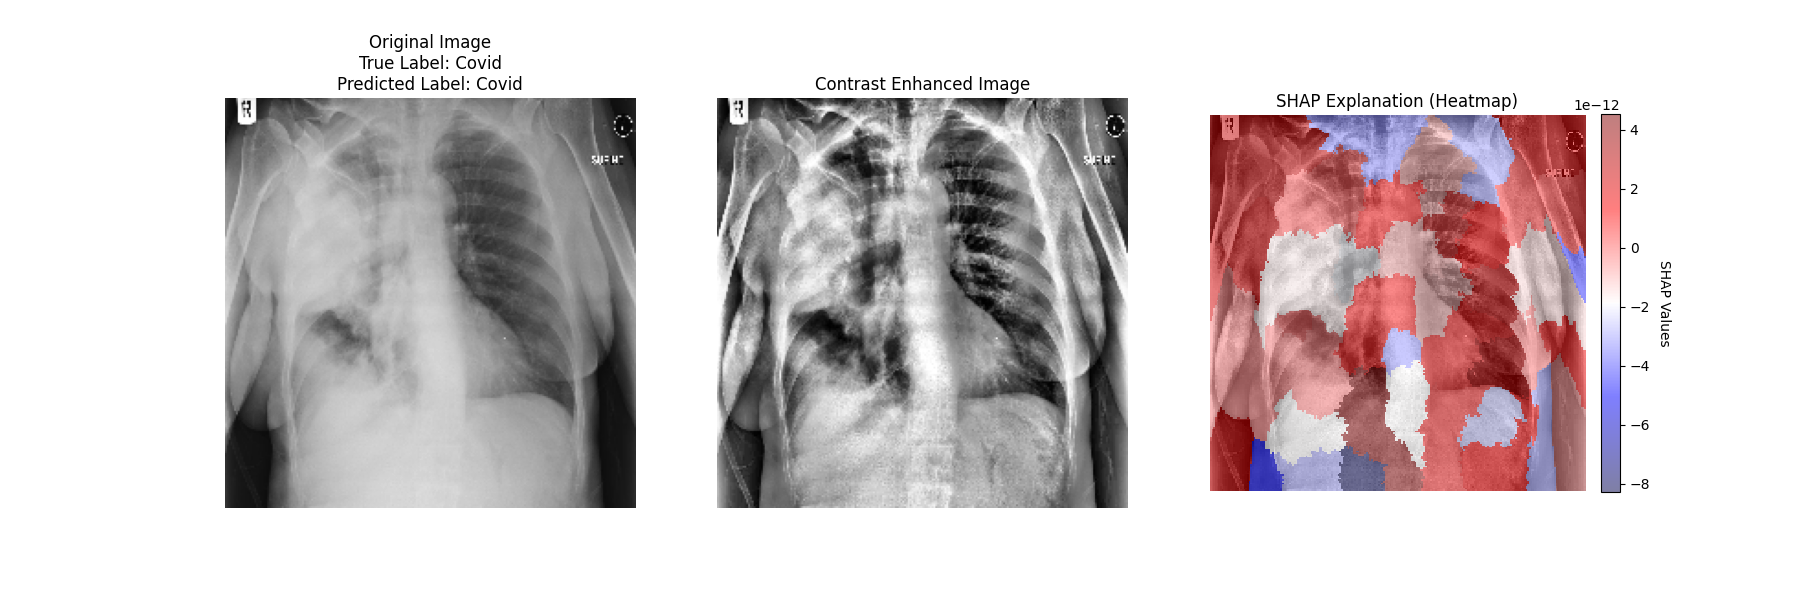 Original Image
True Label: Covid
Predicted Label: Covid
Contrast Enhanced Image
SHAP Explanation (Heatmap)
1e−12
4
2
0
−2
−4
−6
−8
SHAP Values
R
L